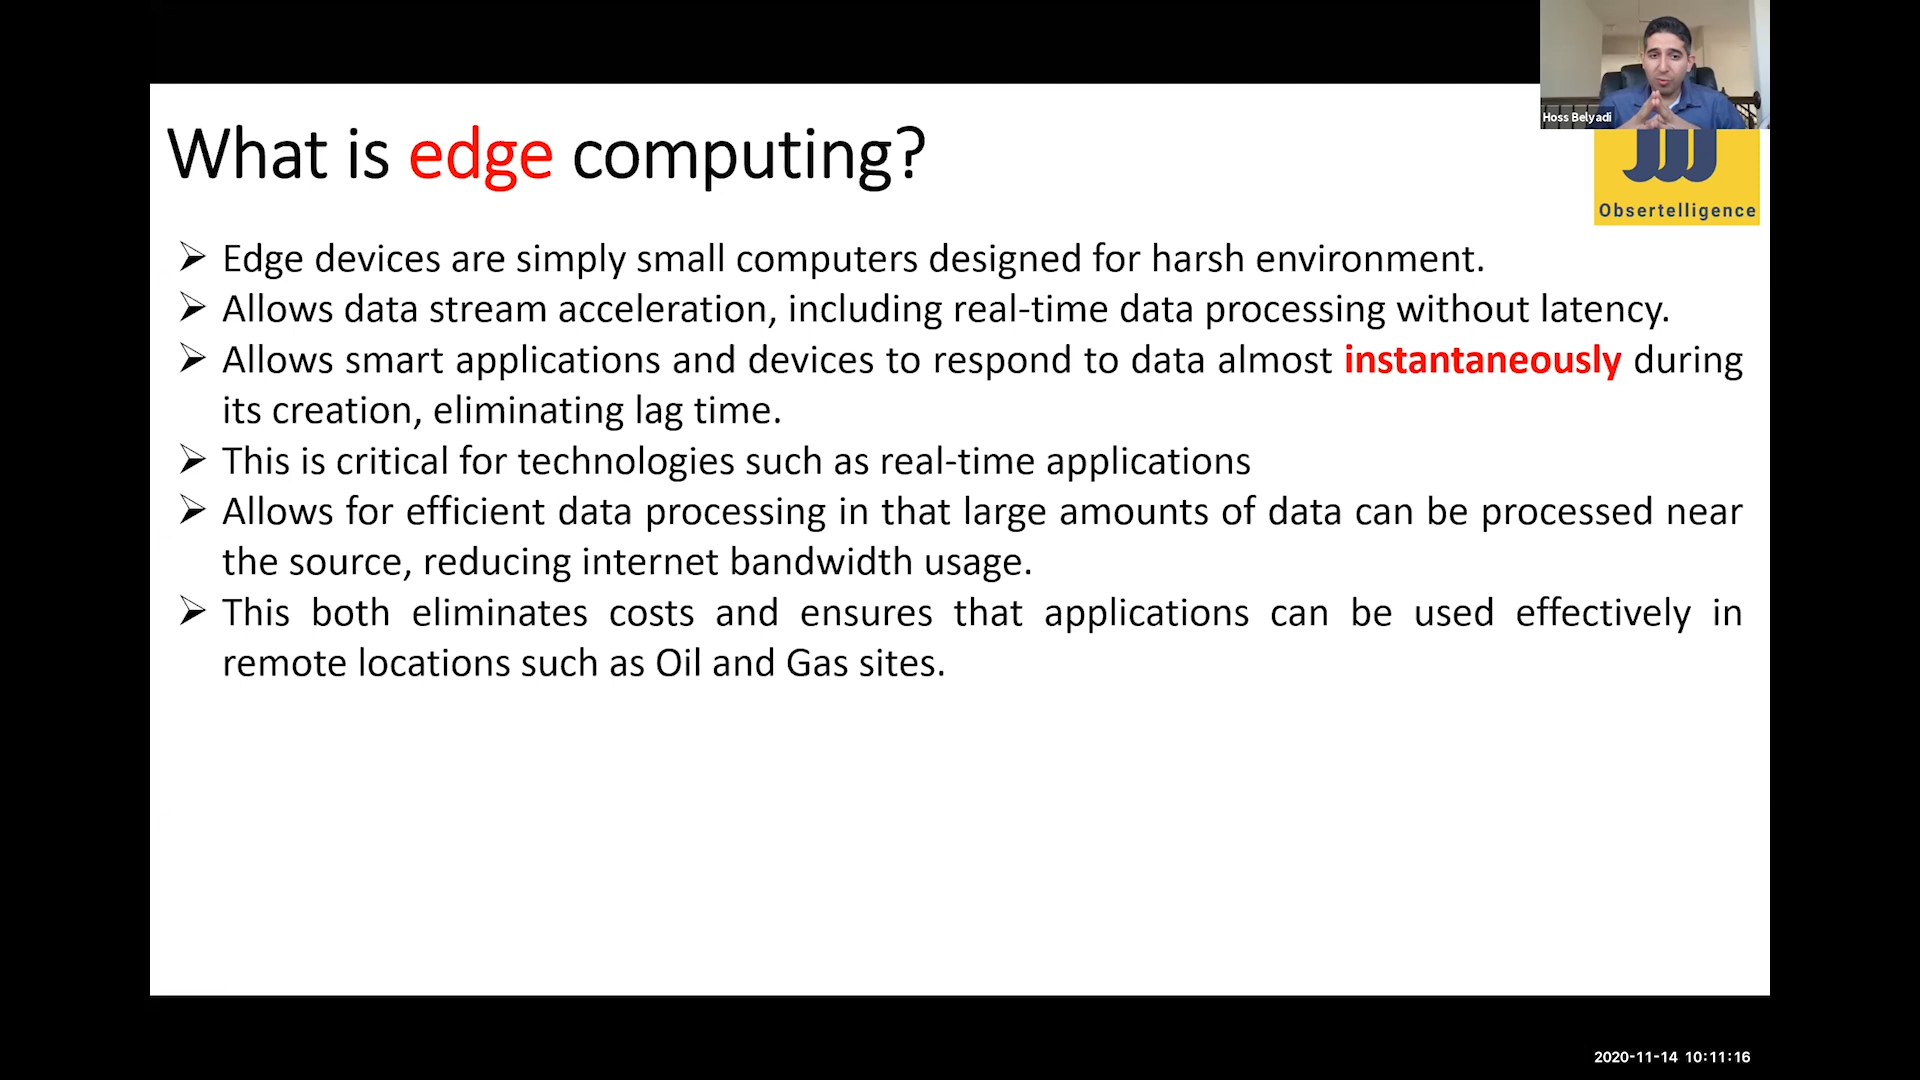 Hoss Belyadi
What is edge computing?
Obsertelligence
Edge devices are simply small computers designed for harsh environment.
Allows data stream acceleration, including real-time data processing without latency.
Allows smart applications and devices to respond to data almost instantaneously during
its creation, eliminating lag time.
This is critical for technologies such as real-time applications
Allows for efficient data processing in that large amounts of data can be processed near
the source, reducing internet bandwidth usage.
This both eliminates costs and ensures that applications can be used effectively in
remote locations such as Oil and Gas sites.
2020-11-14 10:11:16